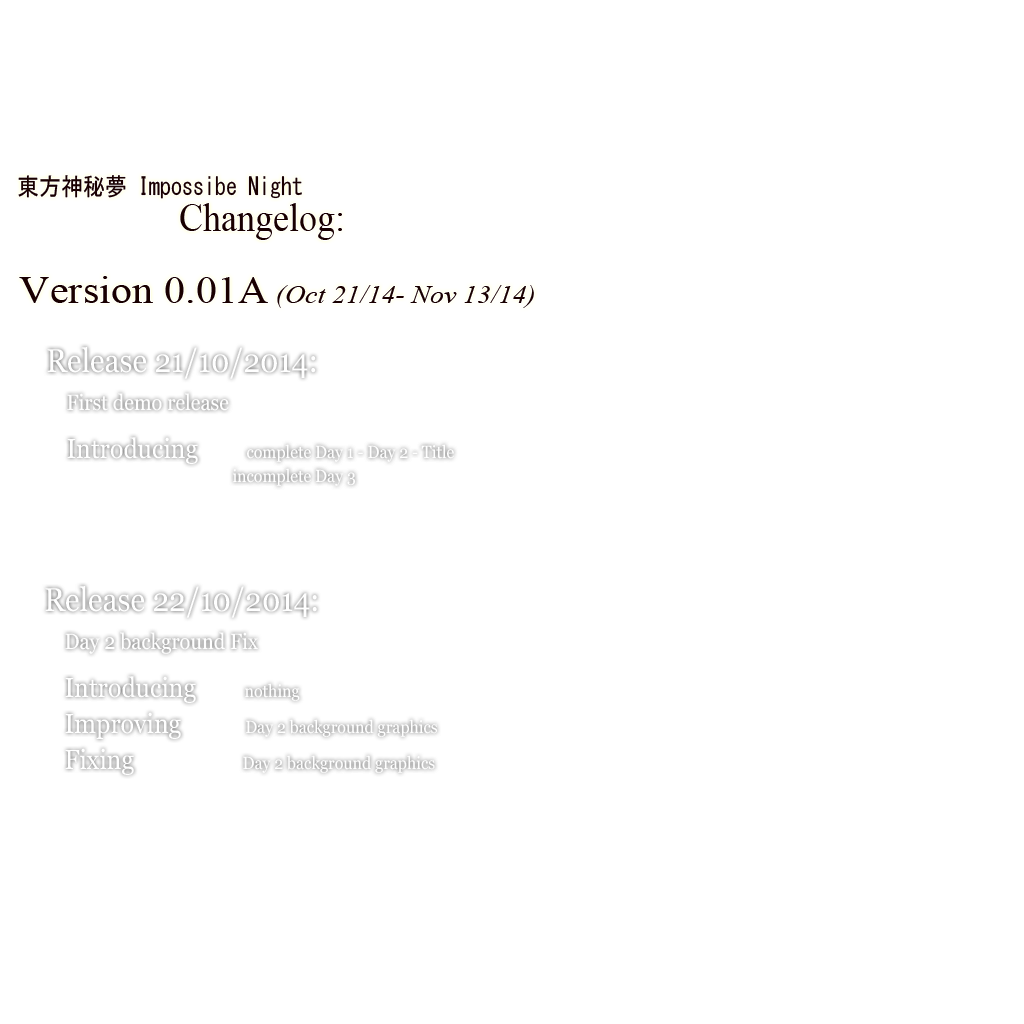 東方神秘夢 Impossibe Night
Changelog:
Version 0.01A (Oct 21/14- Nov 13/14)
Release 21/10/2014:
First demo release
Introducing complete Day 1 - Day 2 - Title
incomplete Day 3
Release 22/10/2014:
Day 2 background Fix
Introducing nothing
Improving Day 2 background graphics
Fixing Day 2 background graphics